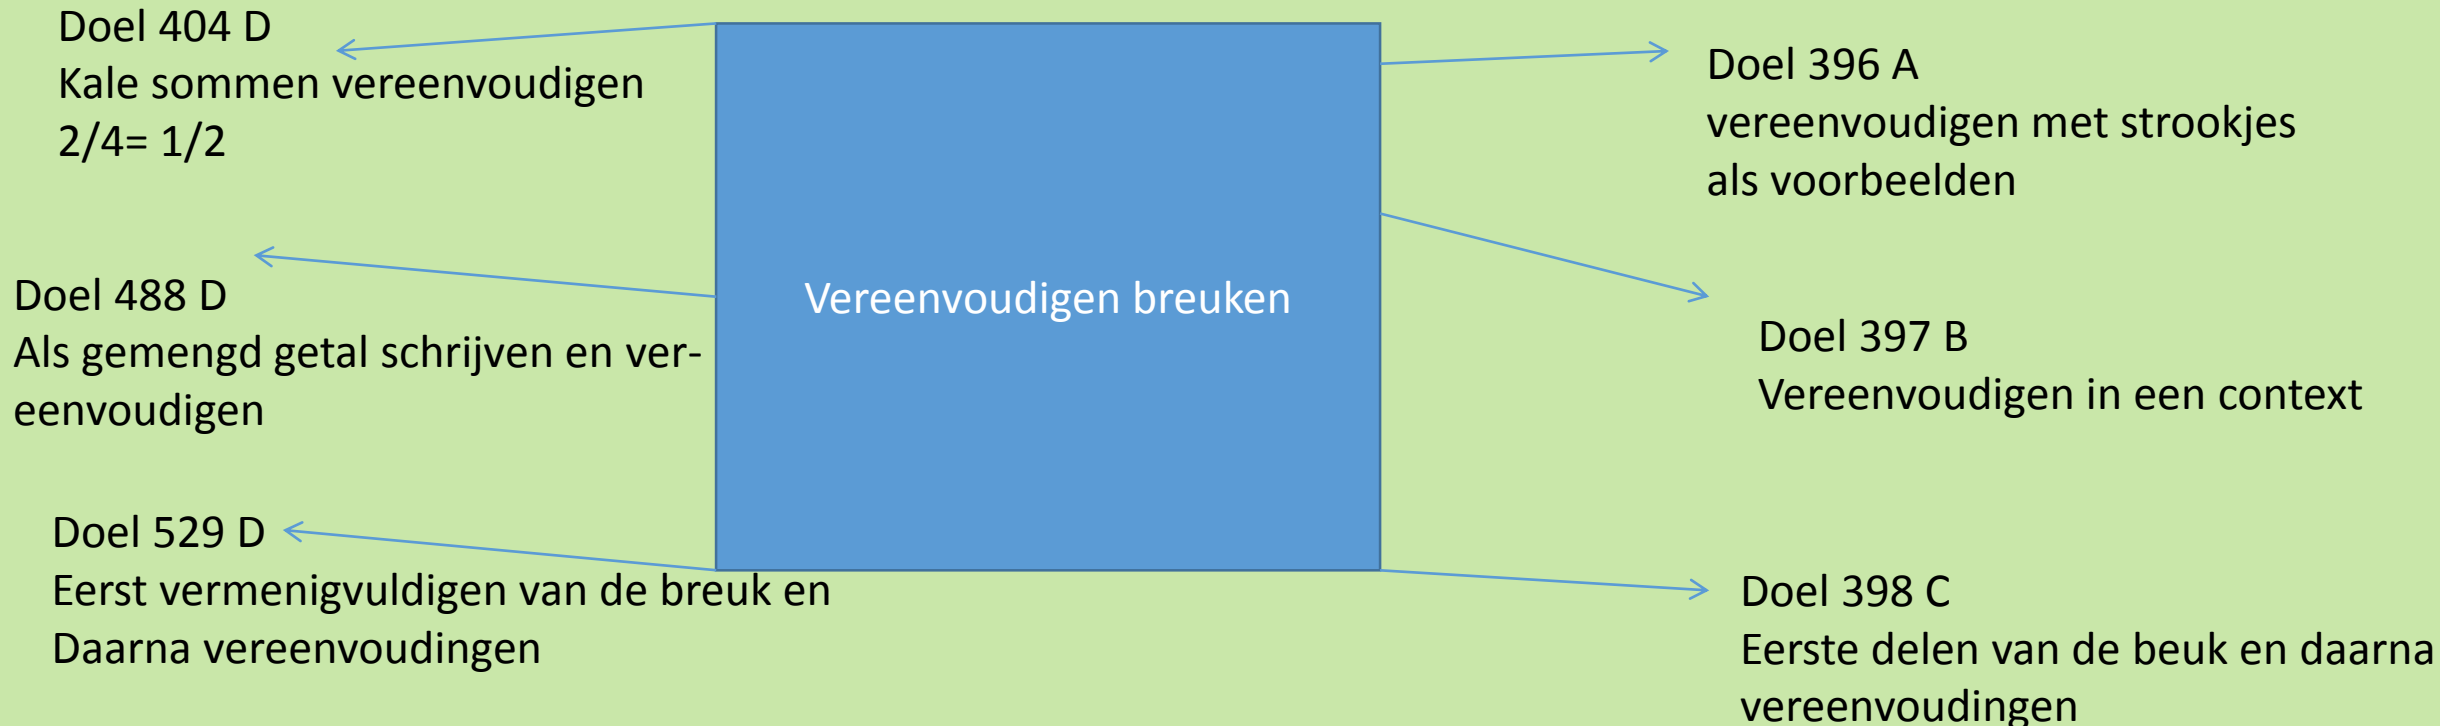 Doel 404 D
Kale sommen vereenvoudigen
2/4= 1/2
Doel 488 D
Als gemengd getal schrijven en ver-
eenvoudigen
Doel 529 D
Eerst vermenigvuldigen van de breuk en
Daarna vereenvoudingen
Vereenvoudigen breuken
Doel 396 A
vereenvoudigen met strookjes
als voorbeelden
Doel 397 B
Vereenvoudigen in een context
Doel 398 C
Eerste delen van de beuk en daarna
vereenvoudingen